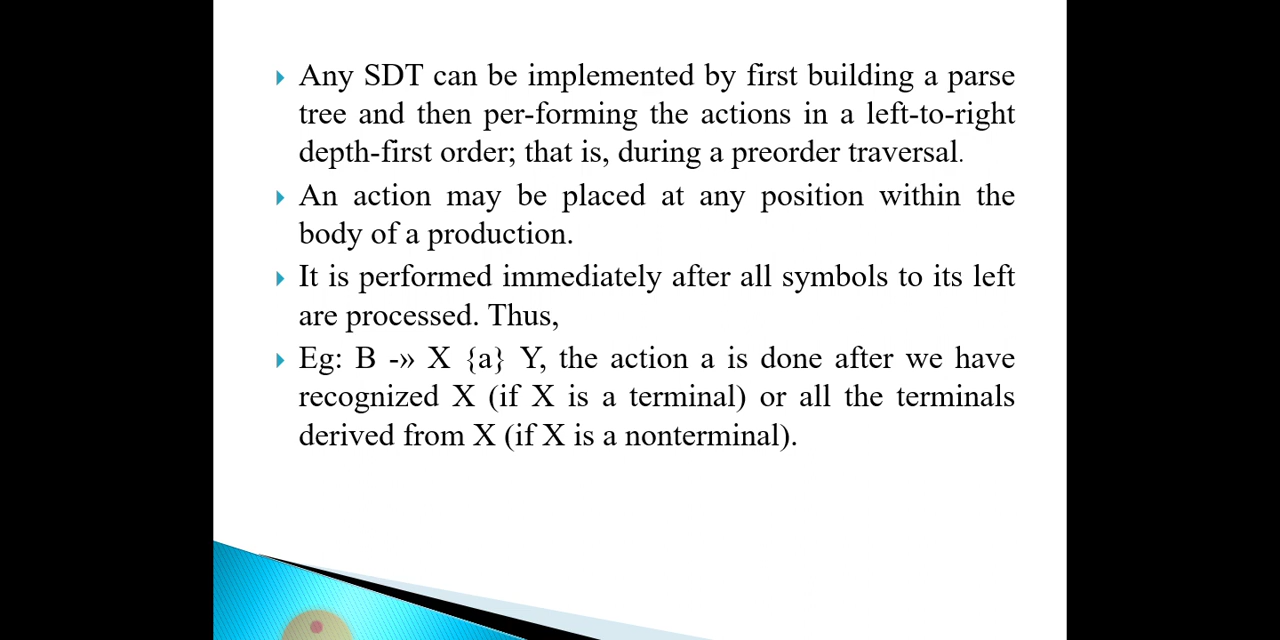 Any SDT can be implemented by first building a parse
tree and then per-forming the actions in a left-to-right
depth-first order; that is, during a preorder traversal.
An action may be placed at any position within the
body of a production.
It is performed immediately after all symbols to its left
are processed. Thus,
Eg: B -» X {a} Y, the action a is done after we have
recognized X (if X is a terminal) or all the terminals
derived from X (if X is a nonterminal).